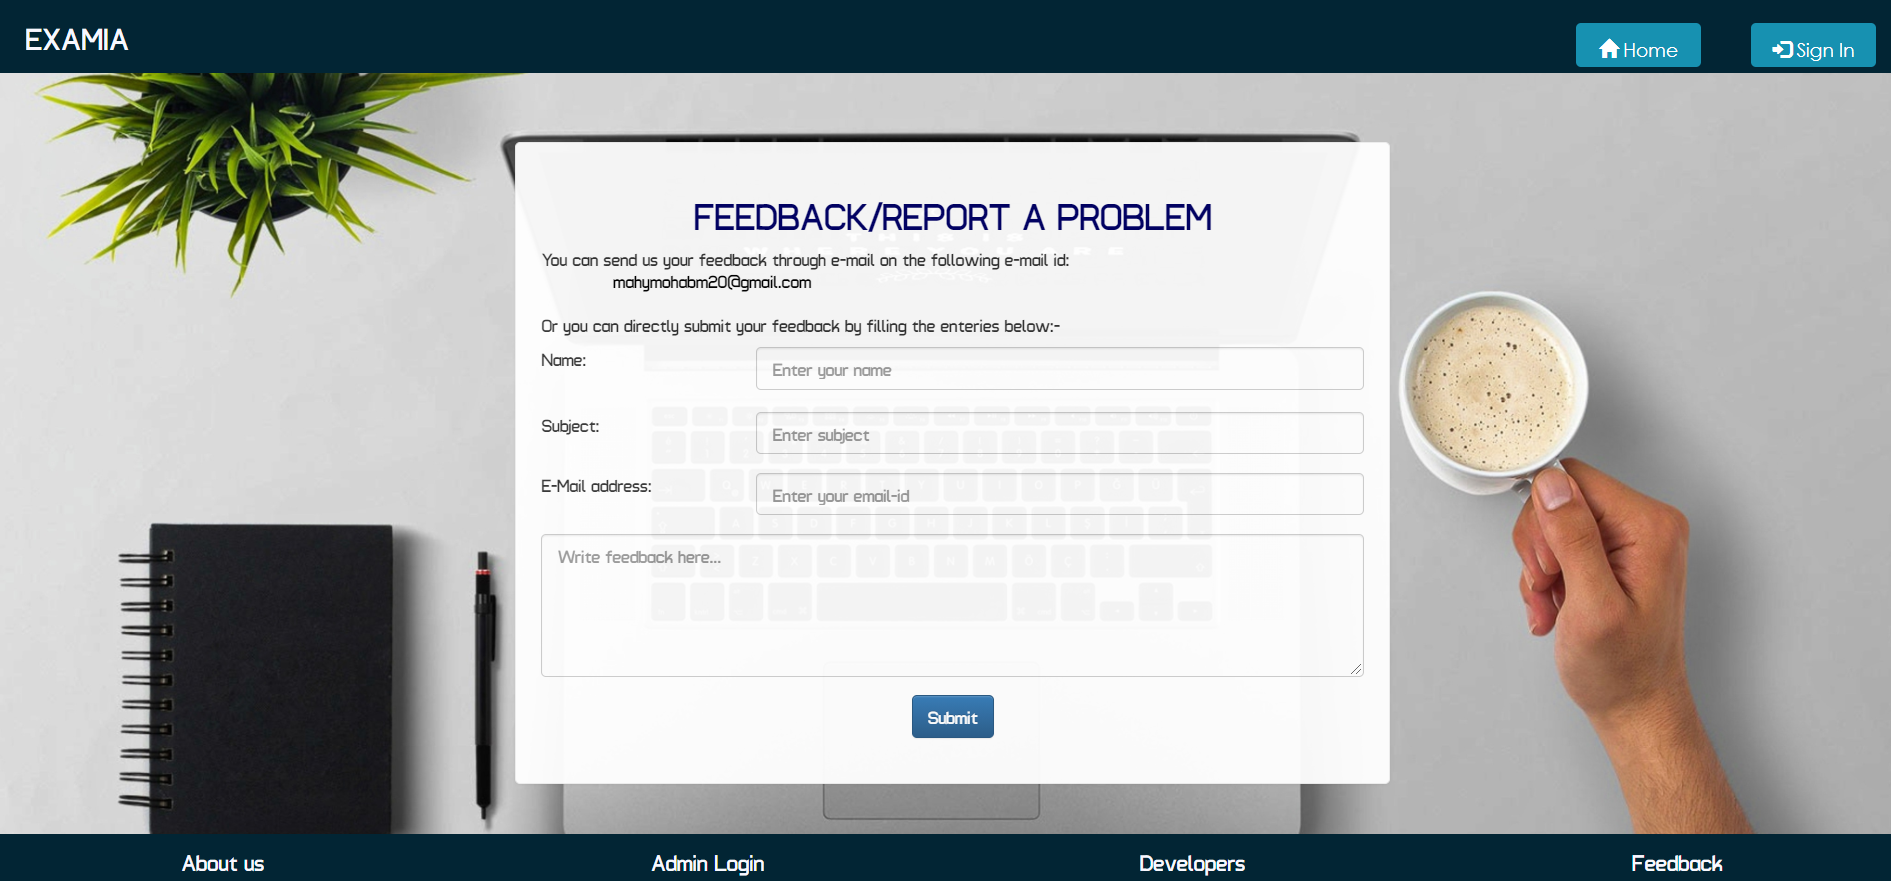 EXAMIA
Home
Sign In
FEEDBACK/REPORT A PROBLEM
You can send us your feedback through e-mail on the following e-mail id:
mahymohabm20@gmail.com
Or you can directly submit your feedback by filling the enteries below:-
Name:
Enter your name
Subject:
Enter subject
E-Mail address:
Enter your email-id
Write feedback here...
Submit
About us
Admin Login
Developers
Feedback